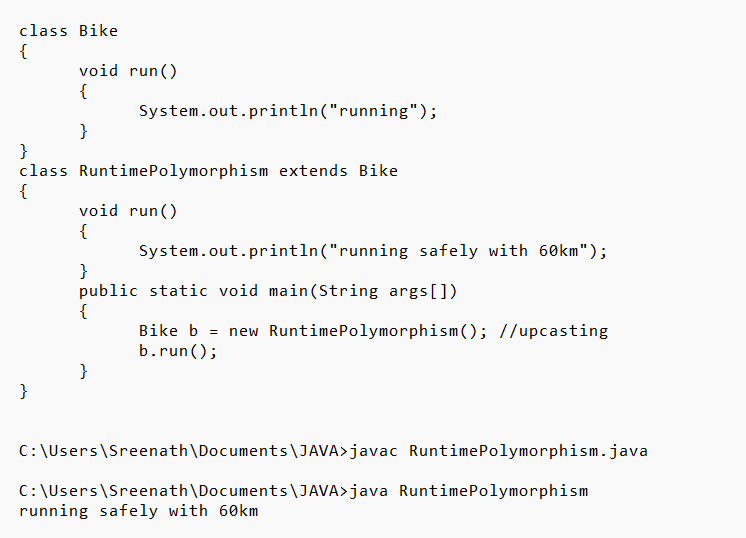 class Bike
{
      void run()
      {
            System.out.println("running");
      }
}
class RuntimePolymorphism extends Bike
{
      void run()
      {
            System.out.println("running safely with 60km");
      }
      public static void main(String args[])
      {
            Bike b = new RuntimePolymorphism(); //upcasting
            b.run();
      }
}
C:\Users\Sreenath\Documents\JAVA>javac RuntimePolymorphism.java
C:\Users\Sreenath\Documents\JAVA>java RuntimePolymorphism
running safely with 60km